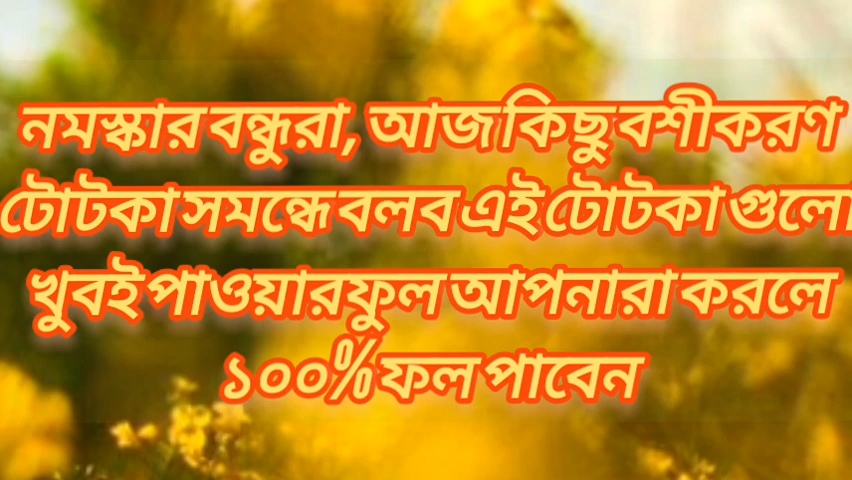 নমস্কার বন্ধুরা, আজ কিছু বশীকরণ
টোটকা সমন্ধে বলব এই টোটকা গুলো
খুবই পাওয়ারফুল আপনারা করলে
১০০% ফল পাবেন